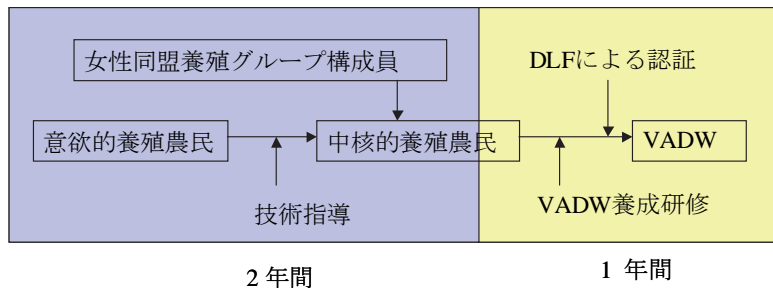 女性同盟養殖グループ構成員
DLFによる認証
意欲的養殖農民
中核的養殖農民
VADW
技術指導
VADW養成研修
2 年間
1 年間